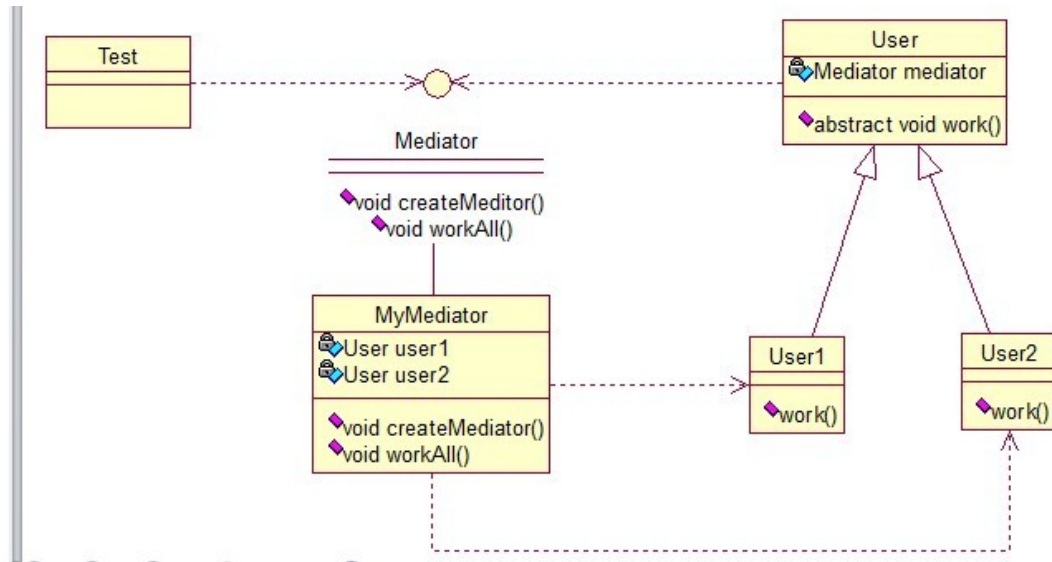 Test
User
Mediator mediator
abstract void work()
Mediator
void createMeditor()
void workAll()
MyMediator
User user1
User user2
void createMediator()
void workAll()
User1
work()
User2
work()